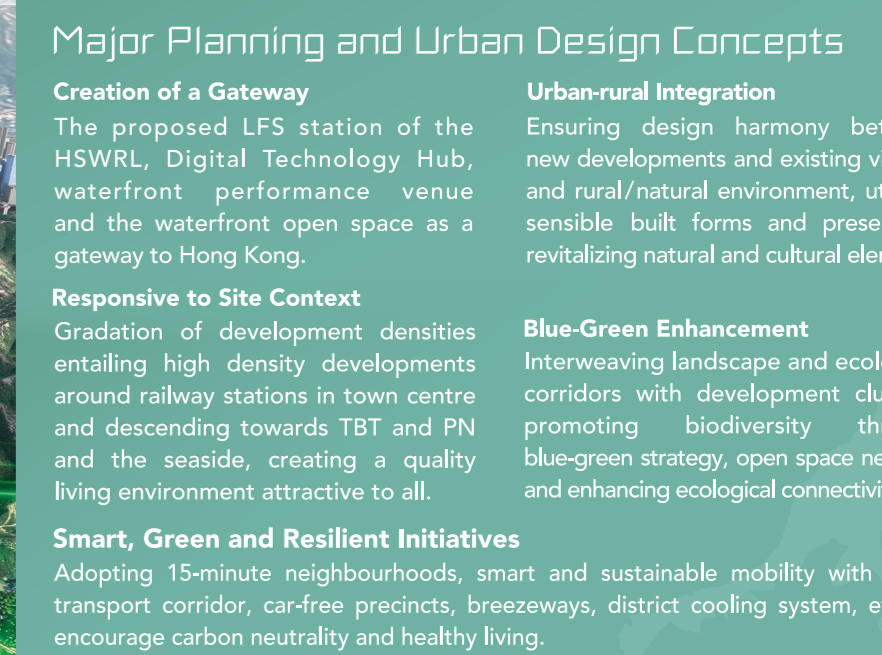 Major Planning and Urban Design Concepts
Creation of a Gateway
The proposed LFS station of the
HSWRL, Digital Technology Hub,
waterfront performance venue
and the waterfront open space as a
gateway to Hong Kong.
Responsive to Site Context
Gradation of development densities
entailing high density developments
around railway stations in town centre
and descending towards TBT and PN
and the seaside, creating a quality
living environment attractive to all.
Urban-rural Integration
Ensuring design harmony
new developments and existing
and rural/natural environment,
sensible built forms and
revitalizing natural and cultural
Blue-Green Enhancement
Interweaving landscape and
corridors with development
promoting biodiversity
blue-green strategy, open space
and enhancing ecological
Smart, Green and Resilient Initiatives
Adopting 15-minute neighbourhoods, smart and sustainable mobility with
transport corridor, car-free precincts, breezeways, district cooling system,
encourage carbon neutrality and healthy living.